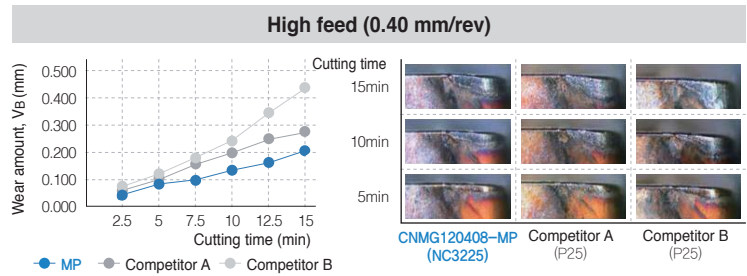 High feed (0.40 mm/rev)
Wear amount, VB (mm)
0.500
0.400
0.300
0.200
0.100
0.000
2.5 5 7.5 10 12.5 15
Cutting time (min)
MP Competitor A Competitor B
Cutting time
15min
10min
5min
CNMG120408-MP Competitor A Competitor B
(NC3225) (P25) (P25)